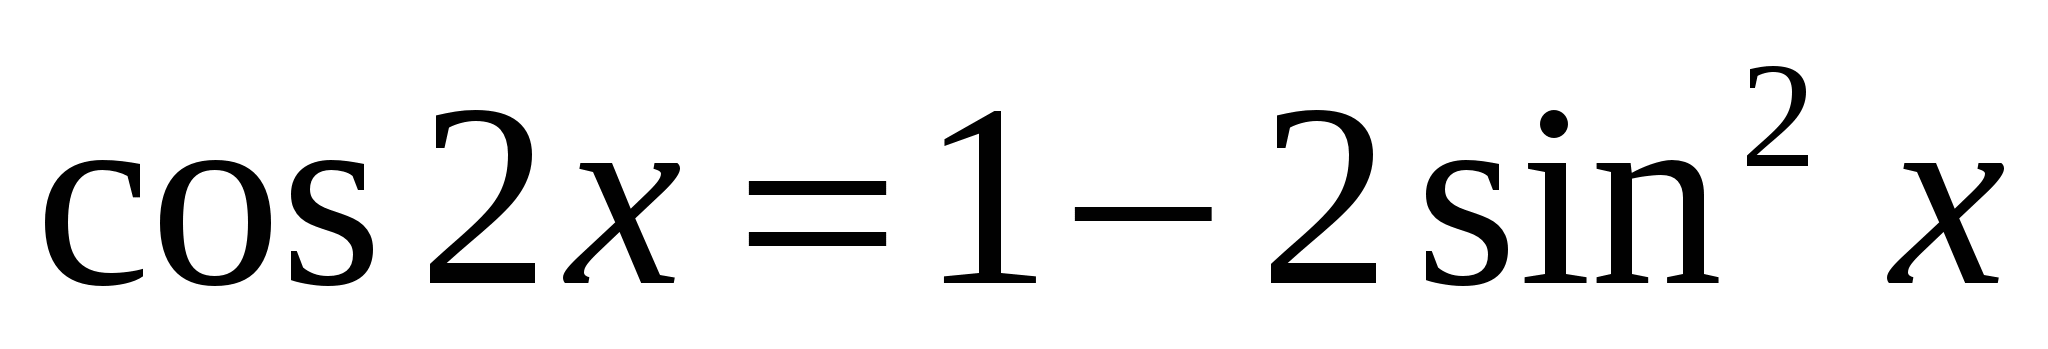 cos 2x = 1 − 2 sin² x